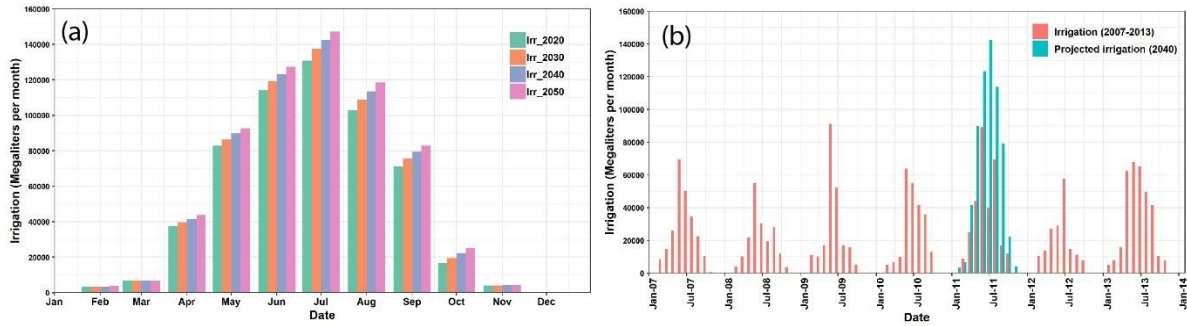 (a)
Irrigation (Megaliters per month)
160000
140000
120000
100000
80000
60000
40000
20000
0
Irr_2020
Irr_2030
Irr_2040
Irr_2050
Jan Feb Mar Apr May Jun Jul Aug Sep Oct Nov Dec
Date
(b)
Irrigation (Megaliters per month)
160000
140000
120000
100000
80000
60000
40000
20000
0
Irrigation (2007-2013)
Projected irrigation (2040)
Jan-07 Jul-07 Jan-08 Jul-08 Jan-09 Jul-09 Jan-10 Jul-10 Jan-11 Jul-11 Jan-12 Jul-12 Jan-13 Jul-13 Jan-14
Date